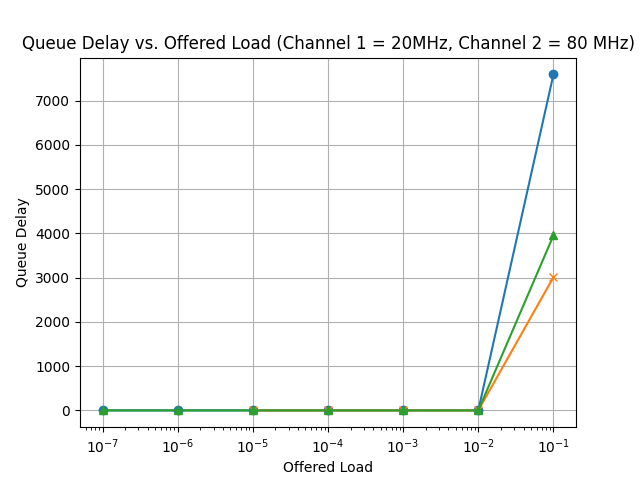 Queue Delay vs. Offered Load (Channel 1 = 20MHz, Channel 2 = 80 MHz)
Queue Delay
7000
6000
5000
4000
3000
2000
1000
0
10⁻⁷ 10⁻⁶ 10⁻⁵ 10⁻⁴ 10⁻³ 10⁻² 10⁻¹
Offered Load